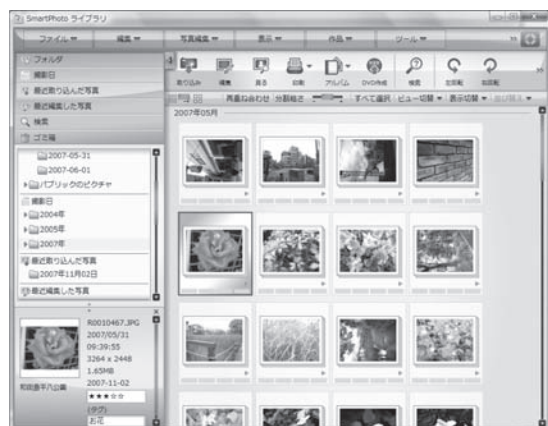 SmartPhoto ライブラリ
ファイル 編集 写真編集 表示 作品 ツール
フォルダ
撮影日
最近取り込んだ写真
最近編集した写真
検索
ゴミ箱
取り込み 編集 見る 印刷 アルバム DVD作成 検索 左回転 右回転
再重ね合わせ 分割粗さ すべて選択 ビュー切替 表示切替 並び替え
2007年05月
2007-05-31
2007-06-01
パブリックのピクチャ
撮影日
2004年
2005年
2007年
最近取り込んだ写真
2007年11月02日
最近編集した写真
R0010467.JPG
2007/05/31
09:39:55
3264 x 2448
1.65MB
2007-11-02
★★★☆☆
(タグ)
お花